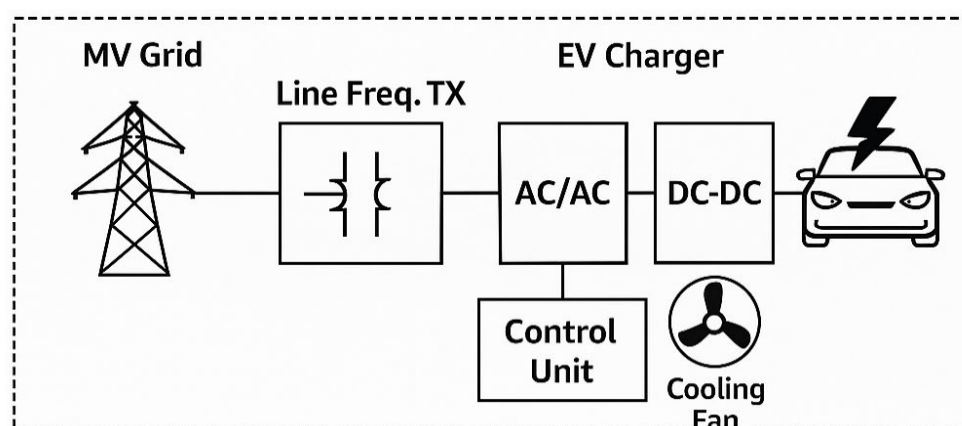 MV Grid
EV Charger
Line Freq. TX
AC/AC
DC-DC
Control
Unit
Cooling
Fan